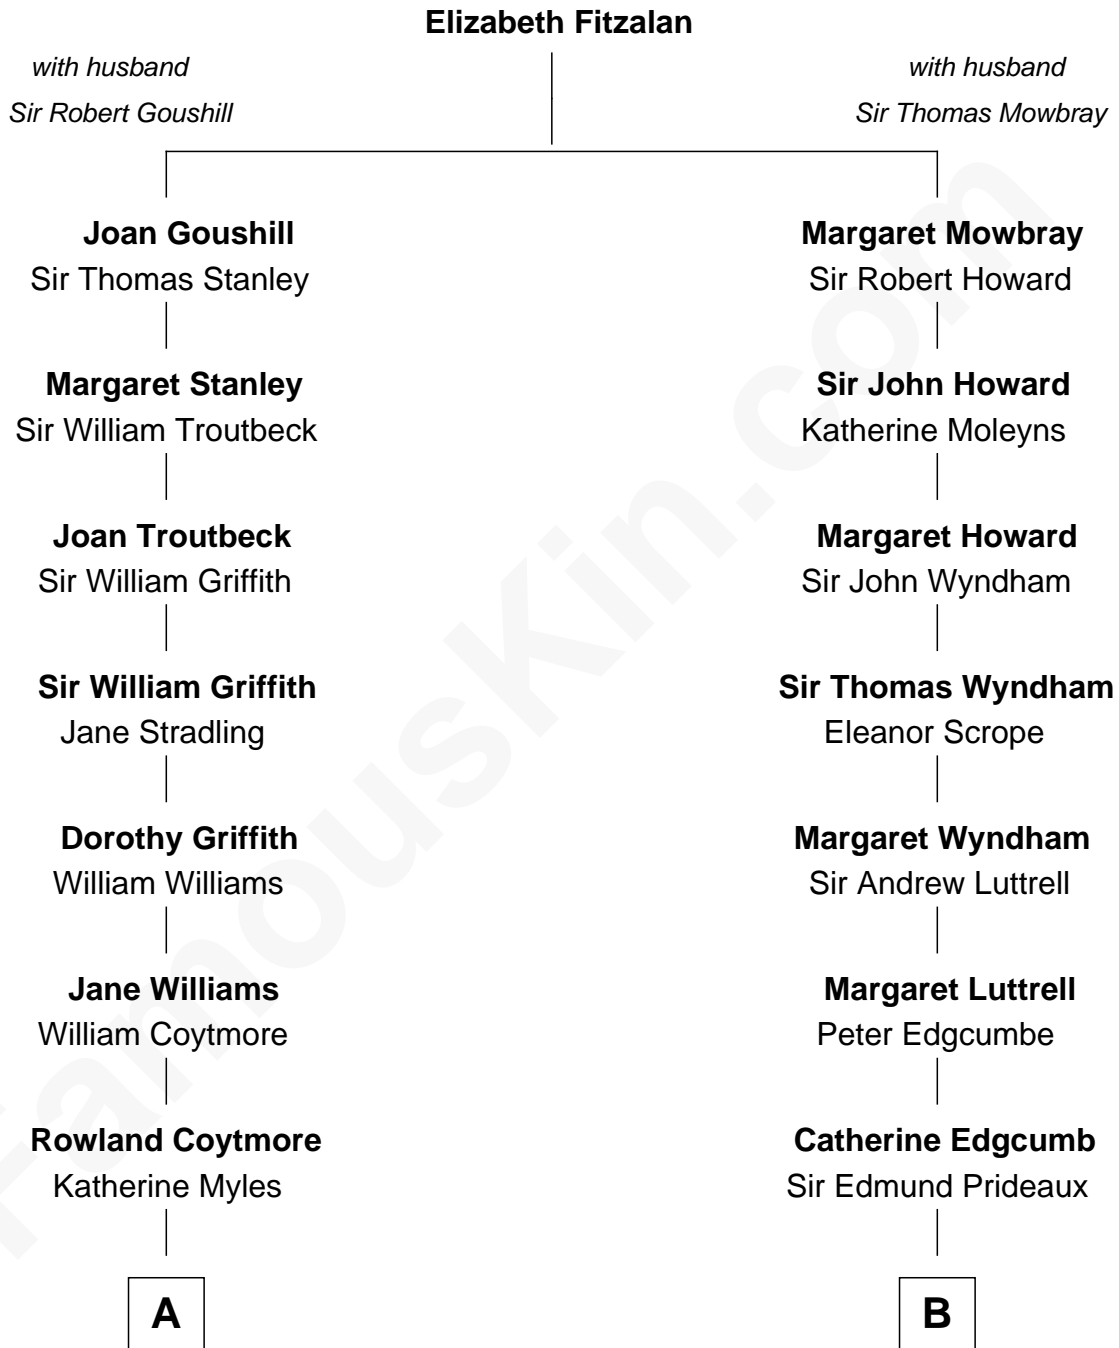 Elizabeth Fitzalan
with husband
Sir Robert Goushill
with husband
Sir Thomas Mowbray
Joan Goushill
Sir Thomas Stanley
Margaret Mowbray
Sir Robert Howard
Margaret Stanley
Sir William Troutbeck
Sir John Howard
Katherine Moleyns
Joan Troutbeck
Sir William Griffith
Margaret Howard
Sir John Wyndham
Sir William Griffith
Jane Stradling
Sir Thomas Wyndham
Eleanor Scrope
Dorothy Griffith
William Williams
Margaret Wyndham
Sir Andrew Luttrell
Jane Williams
William Coytmore
Margaret Luttrell
Peter Edgcumbe
Rowland Coytmore
Katherine Myles
Catherine Edgcumb
Sir Edmund Prideaux
A
B
FamousKin.com